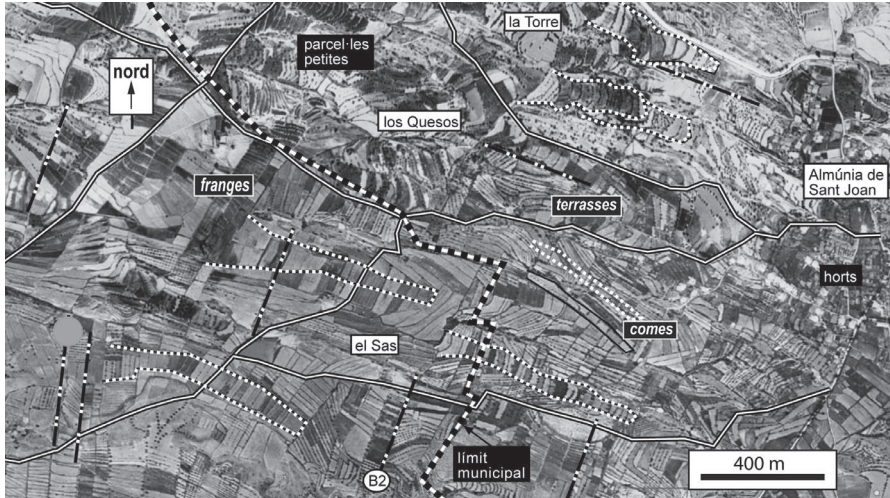 la Torre
parcel·les
petites
nord
los Quesos
Almúnia de
Sant Joan
franges
terrasses
horts
comes
el Sas
límit
municipal
B2
400 m